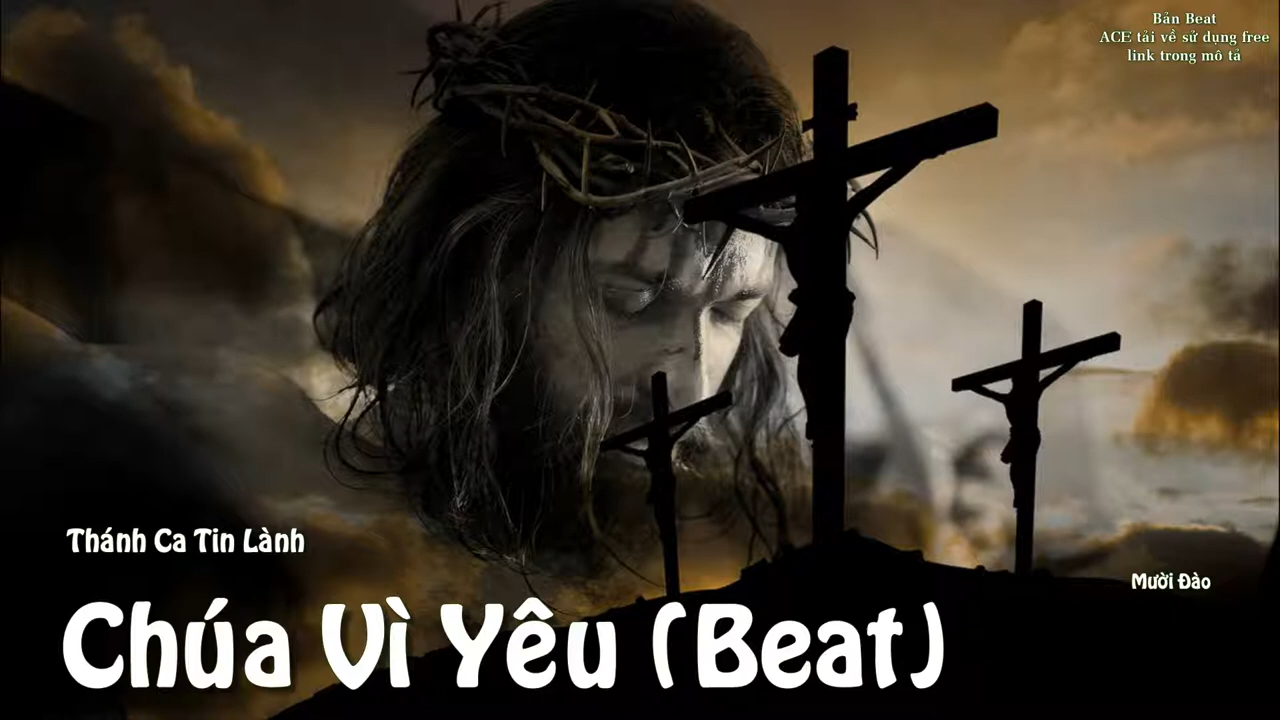 Bản Beat
ACE tải về sử dụng free
link trong mô tả
Thánh Ca Tin Lành
Mười Đào
Chúa Vì Yêu (Beat)